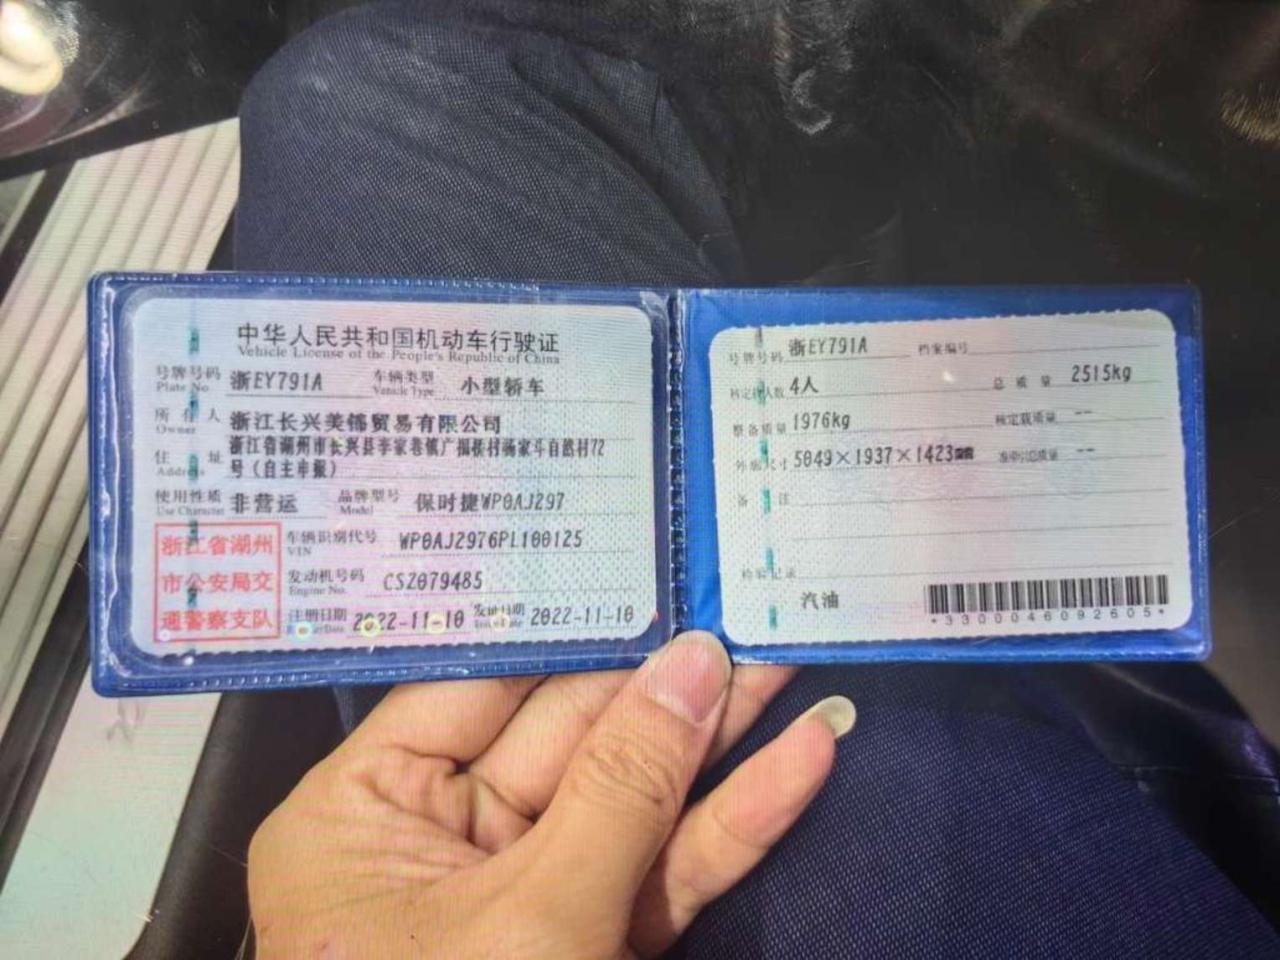 中华人民共和国机动车行驶证
Vehicle License of the People's Republic of China
号牌号码 浙EY791A 车辆类型 小型轿车
Plate No. Vehicle Type
所有人 浙江长兴美锦贸易有限公司
Owner
住址 浙江省湖州市长兴县李家巷镇广福桥村杨家斗自然村72
Address 号（自主申报）
使用性质 非营运 品牌型号 保时捷WP0AJ297
Use Character Model
浙江省湖州
市公安局交
通警察支队
车辆识别代号 WP0AJ2976PL100125
VIN
发动机号码 CSZ079485
Engine No.
注册日期 2022-11-10 发证日期 2022-11-10
Register Date Issue Date
号牌号码 浙EY791A 档案编号
核定载人数 4人 总质量 2515kg
整备质量 1976kg 核定载质量 --
外廓尺寸 5049×1937×1423 准牵引总质量 --
备注
检验记录
汽油
*3300046092605*